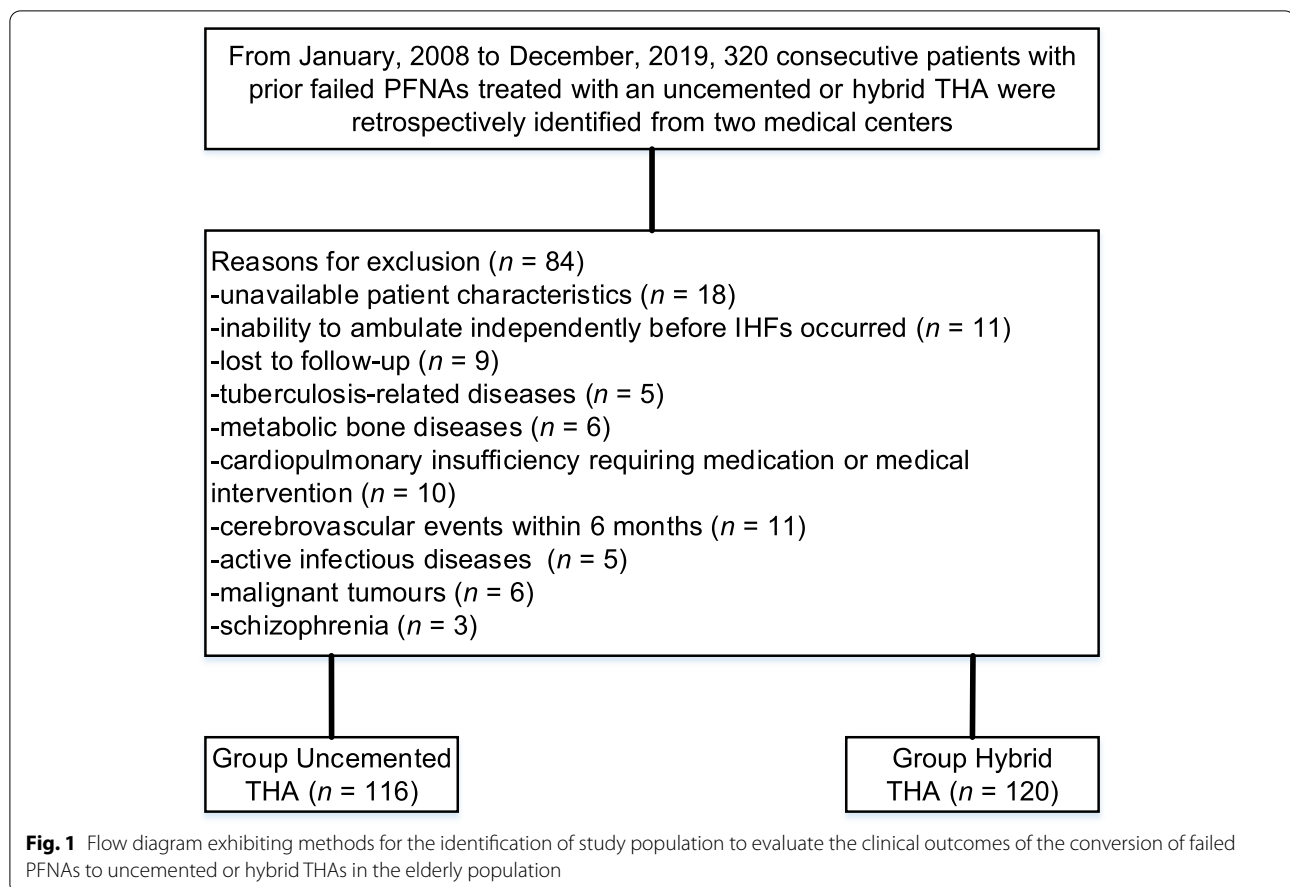 From January, 2008 to December, 2019, 320 consecutive patients with
prior failed PFNAs treated with an uncemented or hybrid THA were
retrospectively identified from two medical centers
Reasons for exclusion (n = 84)
-unavailable patient characteristics (n = 18)
-inability to ambulate independently before IHFs occurred (n = 11)
-lost to follow-up (n = 9)
-tuberculosis-related diseases (n = 5)
-metabolic bone diseases (n = 6)
-cardiopulmonary insufficiency requiring medication or medical
intervention (n = 10)
-cerebrovascular events within 6 months (n = 11)
-active infectious diseases (n = 5)
-malignant tumours (n = 6)
-schizophrenia (n = 3)
Group Uncemented
THA (n = 116)
Group Hybrid
THA (n = 120)
Fig. 1 Flow diagram exhibiting methods for the identification of study population to evaluate the clinical outcomes of the conversion of failed
PFNAs to uncemented or hybrid THAs in the elderly population